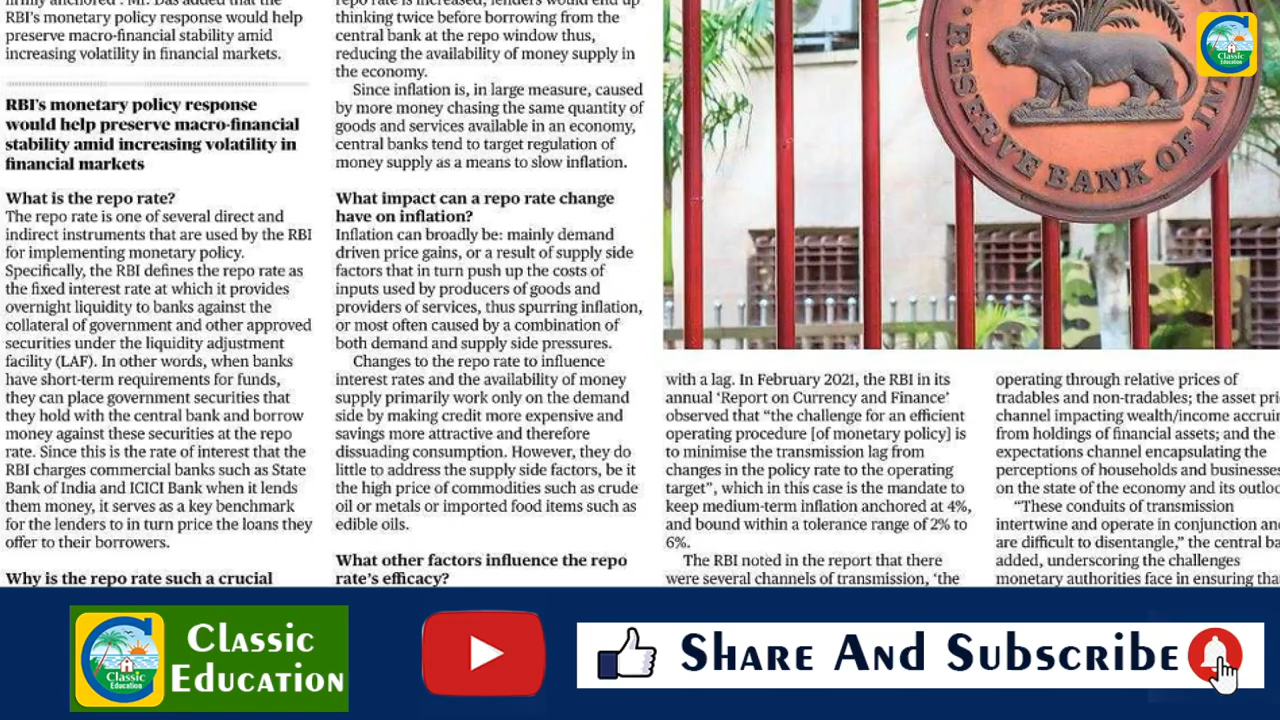 firmly anchored". Mr. Das added that the
RBI's monetary policy response would help
preserve macro-financial stability amid
increasing volatility in financial markets.
RBI's monetary policy response
would help preserve macro-financial
stability amid increasing volatility in
financial markets
What is the repo rate?
The repo rate is one of several direct and
indirect instruments that are used by the RBI
for implementing monetary policy.
Specifically, the RBI defines the repo rate as
the fixed interest rate at which it provides
overnight liquidity to banks against the
collateral of government and other approved
securities under the liquidity adjustment
facility (LAF). In other words, when banks
have short-term requirements for funds,
they can place government securities that
they hold with the central bank and borrow
money against these securities at the repo
rate. Since this is the rate of interest that the
RBI charges commercial banks such as State
Bank of India and ICICI Bank when it lends
them money, it serves as a key benchmark
for the lenders to in turn price the loans they
offer to their borrowers.
Why is the repo rate such a crucial
repo rate is increased, lenders would end up
thinking twice before borrowing from the
central bank at the repo window thus,
reducing the availability of money supply in
the economy.
Since inflation is, in large measure, caused
by more money chasing the same quantity of
goods and services available in an economy,
central banks tend to target regulation of
money supply as a means to slow inflation.
What impact can a repo rate change
have on inflation?
Inflation can broadly be: mainly demand
driven price gains, or a result of supply side
factors that in turn push up the costs of
inputs used by producers of goods and
providers of services, thus spurring inflation,
or most often caused by a combination of
both demand and supply side pressures.
Changes to the repo rate to influence
interest rates and the availability of money
supply primarily work only on the demand
side by making credit more expensive and
savings more attractive and therefore
dissuading consumption. However, they do
little to address the supply side factors, be it
the high price of commodities such as crude
oil or metals or imported food items such as
edible oils.
What other factors influence the repo
rate's efficacy?
RESERVE BANK OF IN
Classic
Education
with a lag. In February 2021, the RBI in its
annual 'Report on Currency and Finance'
observed that "the challenge for an efficient
operating procedure [of monetary policy] is
to minimise the transmission lag from
changes in the policy rate to the operating
target", which in this case is the mandate to
keep medium-term inflation anchored at 4%,
and bound within a tolerance range of 2% to
6%.
The RBI noted in the report that there
were several channels of transmission, 'the
operating through relative prices of
tradables and non-tradables; the asset pri
channel impacting wealth/income accruin
from holdings of financial assets; and the
expectations channel encapsulating the
perceptions of households and businesses
on the state of the economy and its outloo
"These conduits of transmission
intertwine and operate in conjunction and
are difficult to disentangle," the central ba
added, underscoring the challenges
monetary authorities face in ensuring tha
Classic
Education
Classic
Education
Share And Subscribe